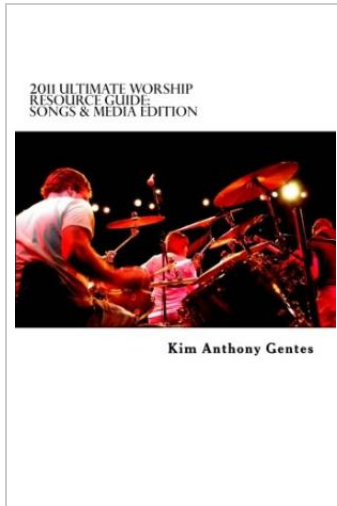 2011 Ultimate Worship
Resource Guide:
Songs & Media Edition
Kim Anthony Gentes